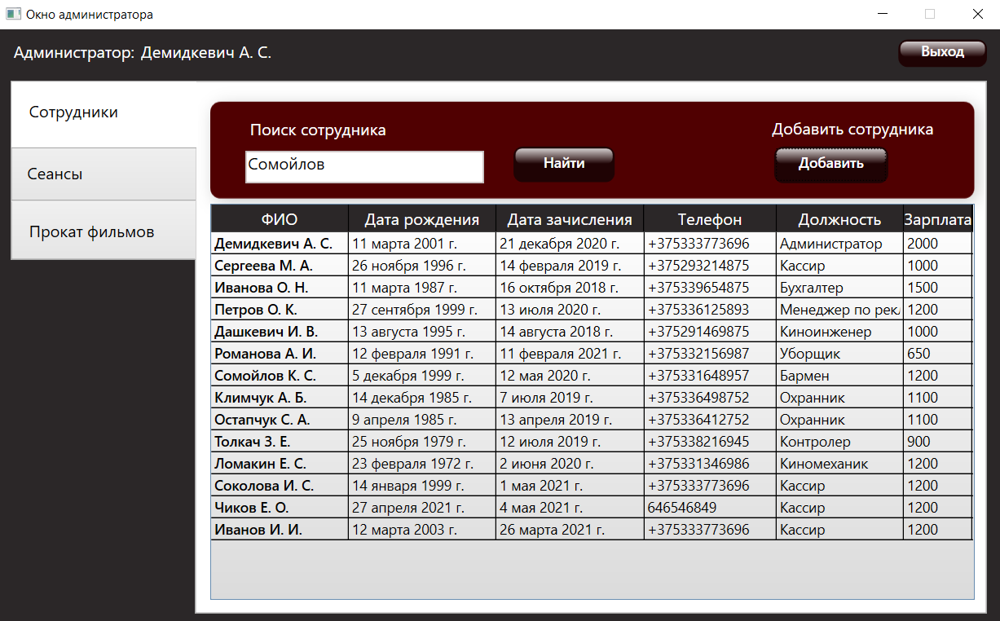 Окно администратора
Администратор: Демидкевич А. С. Выход
Сотрудники
Сеансы
Прокат фильмов
Поиск сотрудника Добавить сотрудника
Сомойлов Найти Добавить
ФИО Дата рождения Дата зачисления Телефон Должность Зарплата
Демидкевич А. С. 11 марта 2001 г. 21 декабря 2020 г. +375333773696 Администратор 2000
Сергеева М. А. 26 ноября 1996 г. 14 февраля 2019 г. +375293214875 Кассир 1000
Иванова О. Н. 11 марта 1987 г. 16 октября 2018 г. +375339654875 Бухгалтер 1500
Петров О. К. 27 сентября 1999 г. 13 июля 2020 г. +375336125893 Менеджер по рекл 1200
Дашкевич И. В. 13 августа 1995 г. 14 августа 2018 г. +375291469875 Киноинженер 1000
Романова А. И. 12 февраля 1991 г. 11 февраля 2021 г. +375332156987 Уборщик 650
Сомойлов К. С. 5 декабря 1999 г. 12 мая 2020 г. +375331648957 Бармен 1200
Климчук А. Б. 14 декабря 1985 г. 7 июля 2019 г. +375336498752 Охранник 1100
Остапчук С. А. 9 апреля 1985 г. 13 апреля 2019 г. +375336412752 Охранник 1100
Толкач З. Е. 25 ноября 1979 г. 12 июля 2019 г. +375338216945 Контролер 900
Ломакин Е. С. 23 февраля 1972 г. 2 июня 2020 г. +375331346986 Киномеханик 1200
Соколова И. С. 14 января 1999 г. 1 мая 2021 г. +375333773696 Кассир 1200
Чиков Е. О. 27 апреля 2021 г. 4 мая 2021 г. 646546849 Кассир 1200
Иванов И. И. 12 марта 2003 г. 26 марта 2021 г. +375333773696 Кассир 1200